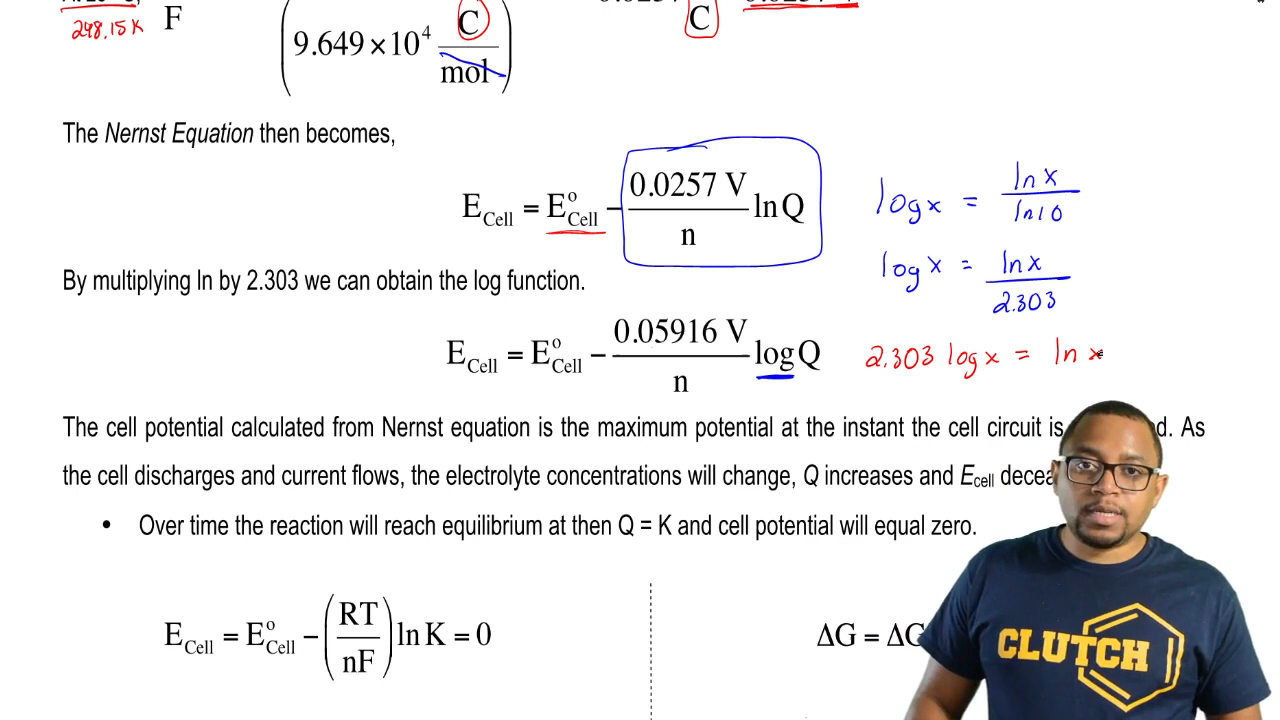 248.15K F
(9.649 ×10⁴ C/mol) C
The Nernst Equation then becomes,
E_Cell = E°_Cell − (0.0257 V / n) ln Q
log x = ln x / ln 10
log x = ln x / 2.303
By multiplying ln by 2.303 we can obtain the log function.
E_Cell = E°_Cell − (0.05916 V / n) log Q
2.303 log x = ln x
The cell potential calculated from Nernst equation is the maximum potential at the instant the cell circuit is d. As
the cell discharges and current flows, the electrolyte concentrations will change, Q increases and E_cell decea
• Over time the reaction will reach equilibrium at then Q = K and cell potential will equal zero.
E_Cell = E°_Cell − (RT / nF) ln K = 0
ΔG = ΔG
CLUTCH